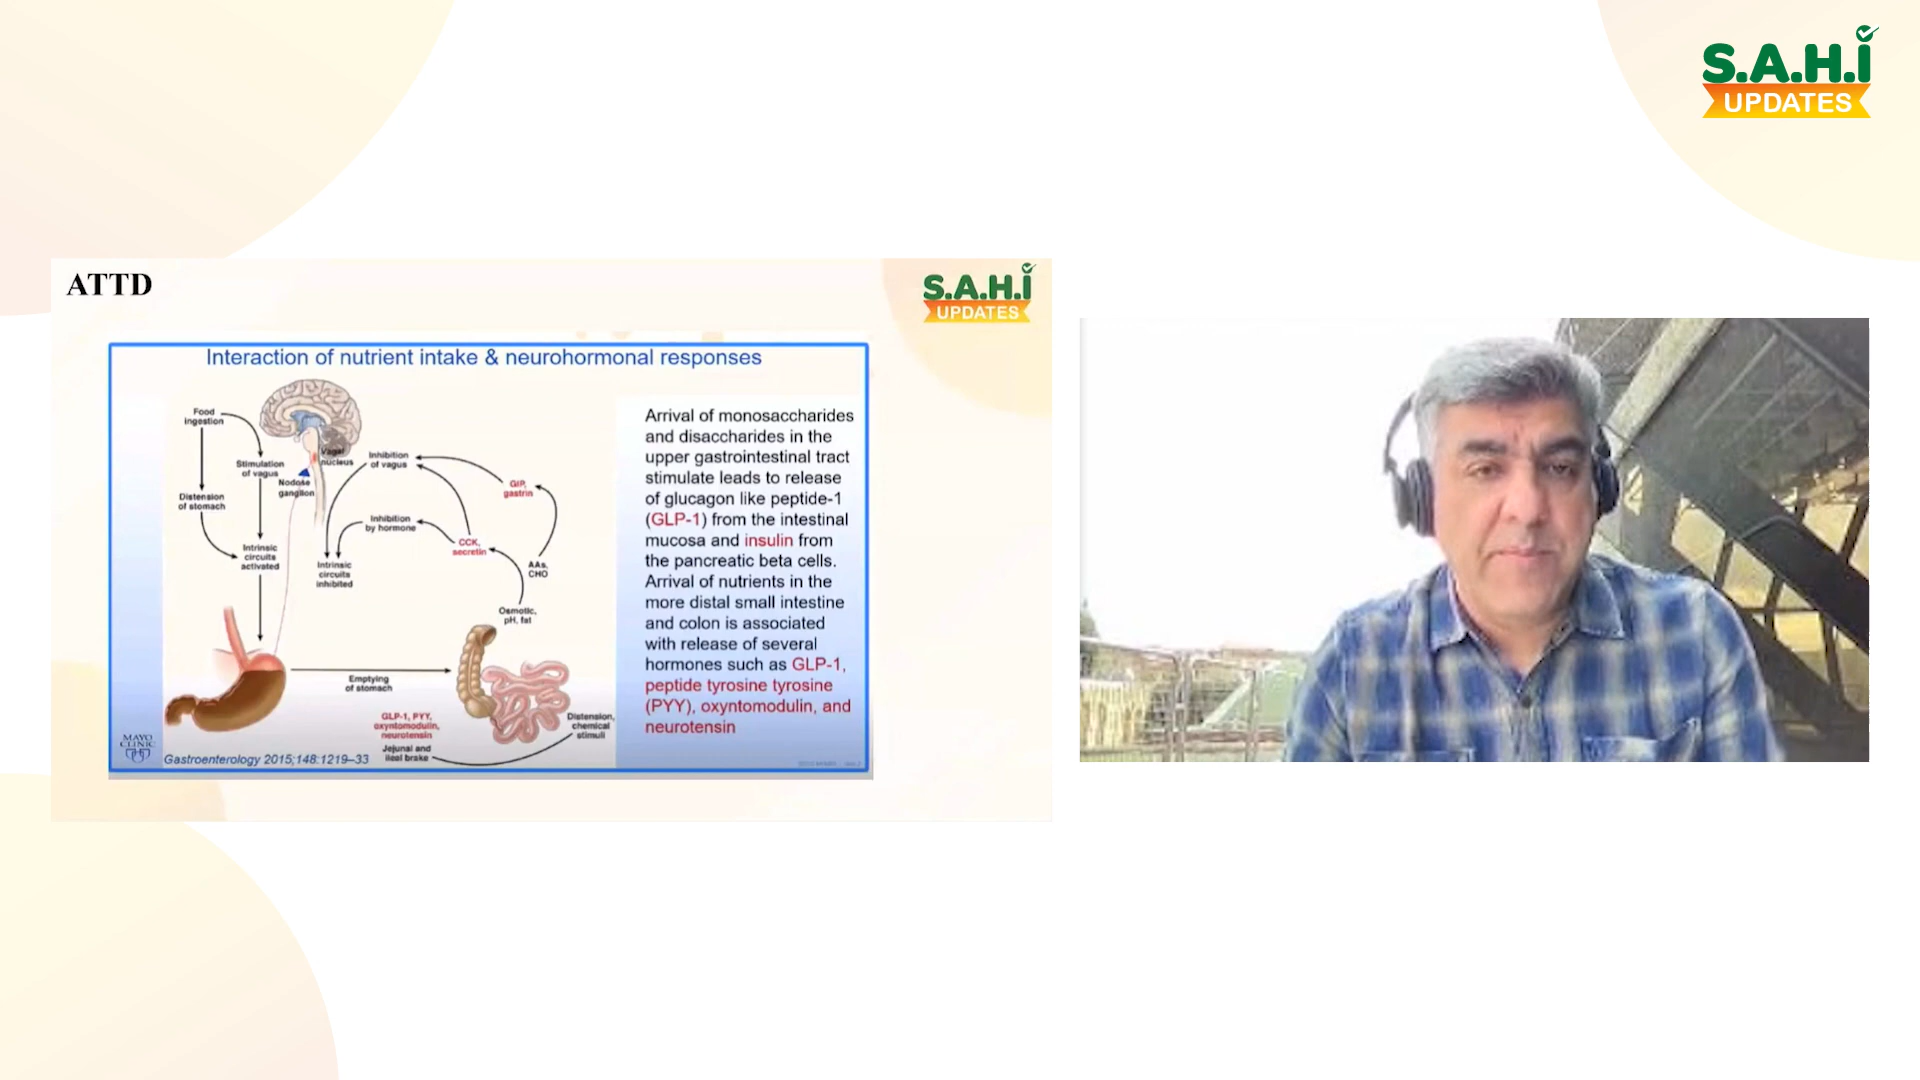 S.A.H.I
UPDATES
ATTD
S.A.H.I
UPDATES
Interaction of nutrient intake & neurohormonal responses
Food
ingestion
Stimulation
of vagus
Vagal
nucleus
Nodose
ganglion
Inhibition
of vagus
GIP,
gastrin
Distension
of stomach
Inhibition
by hormone
CCK,
secretin
Intrinsic
circuits
activated
Intrinsic
circuits
inhibited
AAs,
CHO
Osmotic,
pH, fat
Emptying
of stomach
GLP-1, PYY,
oxyntomodulin,
neurotensin
Jejunal and
ileal brake
Distension,
chemical
stimuli
MAYO
CLINIC
Gastroenterology 2015;148:1219–33
Arrival of monosaccharides
and disaccharides in the
upper gastrointestinal tract
stimulate leads to release
of glucagon like peptide-1
(GLP-1) from the intestinal
mucosa and insulin from
the pancreatic beta cells.
Arrival of nutrients in the
more distal small intestine
and colon is associated
with release of several
hormones such as GLP-1,
peptide tyrosine tyrosine
(PYY), oxyntomodulin, and
neurotensin